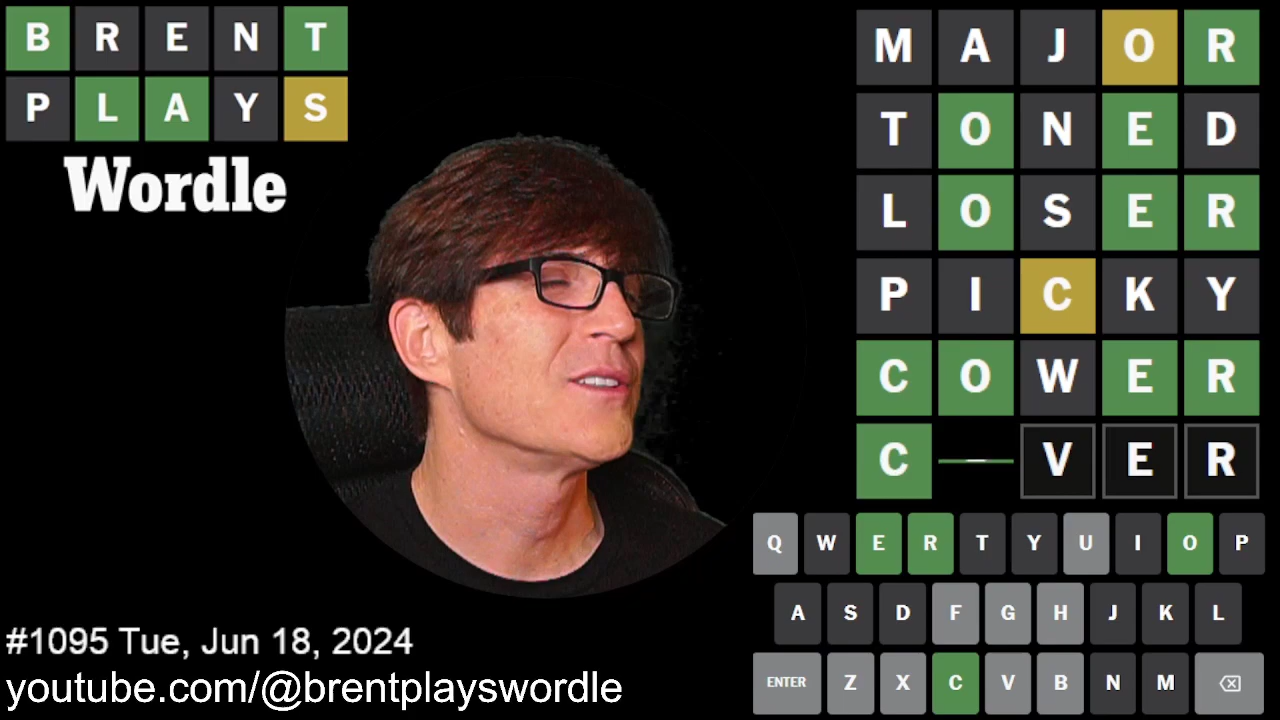 BRENT
PLAYS
Wordle
#1095 Tue, Jun 18, 2024
youtube.com/@brentplayswordle
MAJOR
TONED
LOSER
PICKY
COWER
C VER
QWERTYUIOP
ASDFGHJKL
ENTER ZXCVBNM